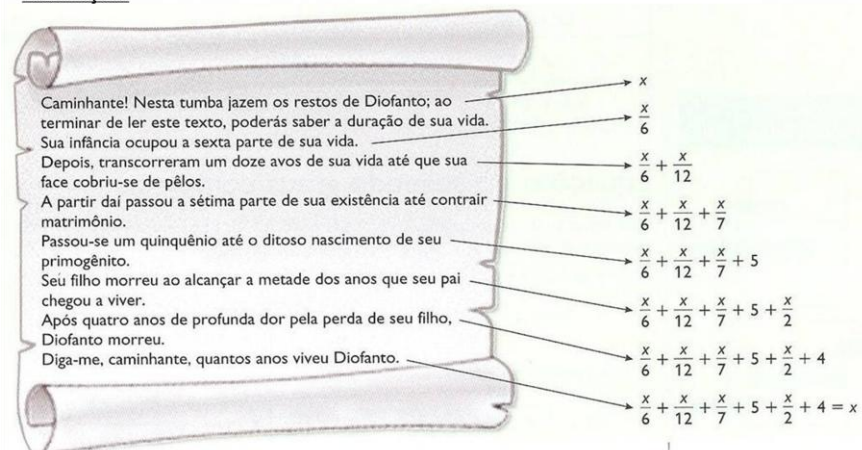 Caminhante! Nesta tumba jazem os restos de Diofanto; ao
terminar de ler este texto, poderás saber a duração de sua vida.
Sua infância ocupou a sexta parte de sua vida.
Depois, transcorreram um doze avos de sua vida até que sua
face cobriu-se de pêlos.
A partir daí passou a sétima parte de sua existência até contrair
matrimônio.
Passou-se um quinquênio até o ditoso nascimento de seu
primogênito.
Seu filho morreu ao alcançar a metade dos anos que seu pai
chegou a viver.
Após quatro anos de profunda dor pela perda de seu filho,
Diofanto morreu.
Diga-me, caminhante, quantos anos viveu Diofanto.
x
x/6
x/6 + x/12
x/6 + x/12 + x/7
x/6 + x/12 + x/7 + 5
x/6 + x/12 + x/7 + 5 + x/2
x/6 + x/12 + x/7 + 5 + x/2 + 4
x/6 + x/12 + x/7 + 5 + x/2 + 4 = x